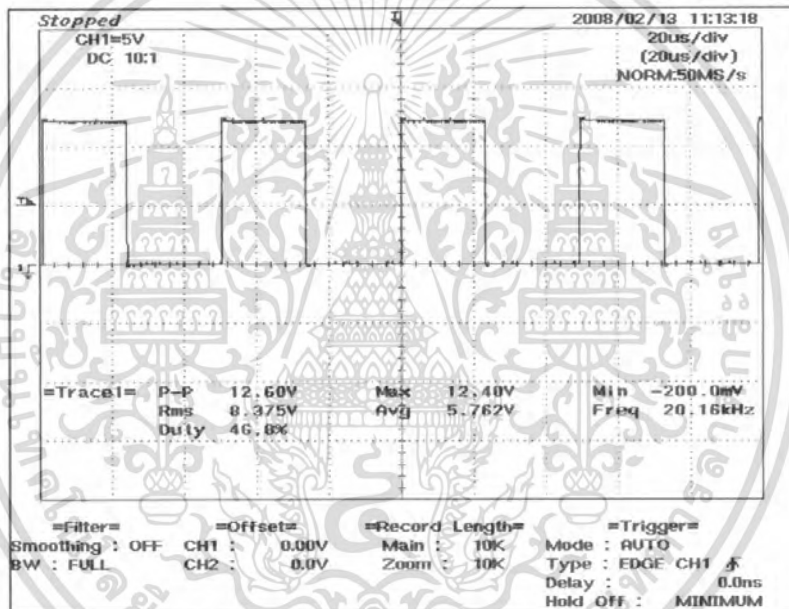 Stopped
2008/02/13 11:13:18
CH1=5V
DC 10:1
20us/div
(20us/div)
NORM:50MS/s
=Trace1= P-P 12.60V Max 12.40V Min -200.0mV
Rms 8.375V Avg 5.762V Freq 20.16kHz
Duty 46.8%
=Filter= =Offset= =Record Length= =Trigger=
Smoothing : OFF CH1 : 0.00V Main : 10K Mode : AUTO
BW : FULL CH2 : 0.0V Zoom : 10K Type : EDGE CH1
Delay : 0.0ns
Hold Off : MINIMUM